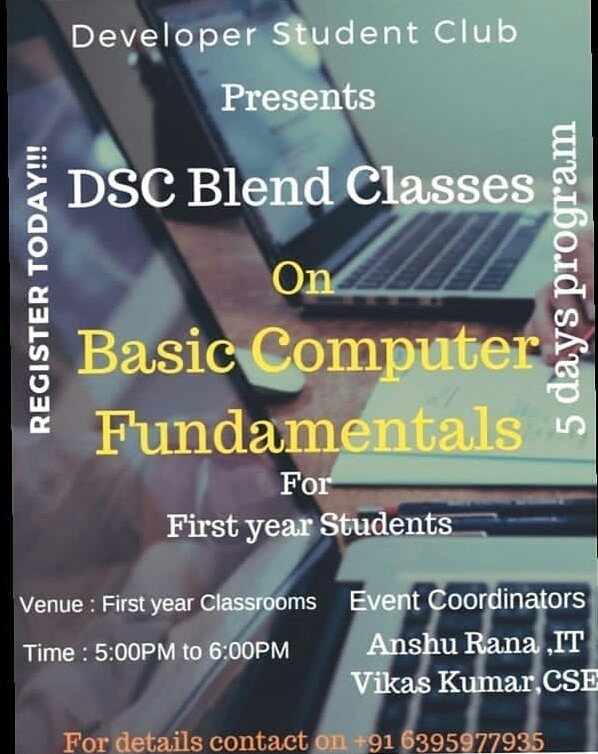 Developer Student Club
Presents
DSC Blend Classes
On
Basic Computer
Fundamentals
For
First year Students
REGISTER TODAY!!!
5 days program
Venue : First year Classrooms
Time : 5:00PM to 6:00PM
Event Coordinators
Anshu Rana ,IT
Vikas Kumar,CSE
For details contact on +91 6395977935